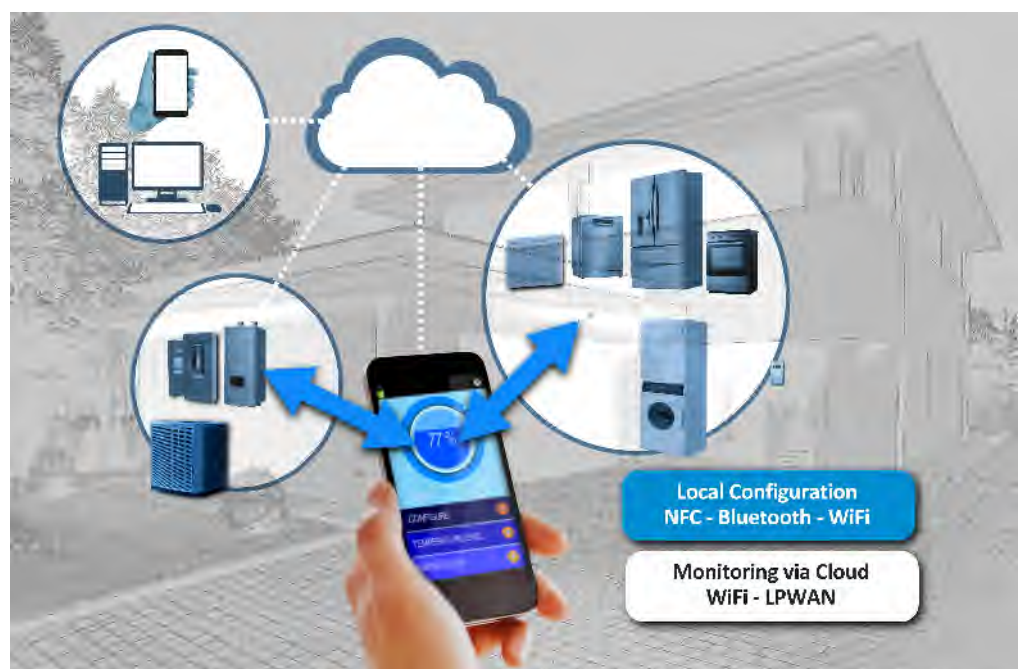 77 %
CONFIGURE
Local Configuration
NFC - Bluetooth - WiFi
Monitoring via Cloud
WiFi - LPWAN